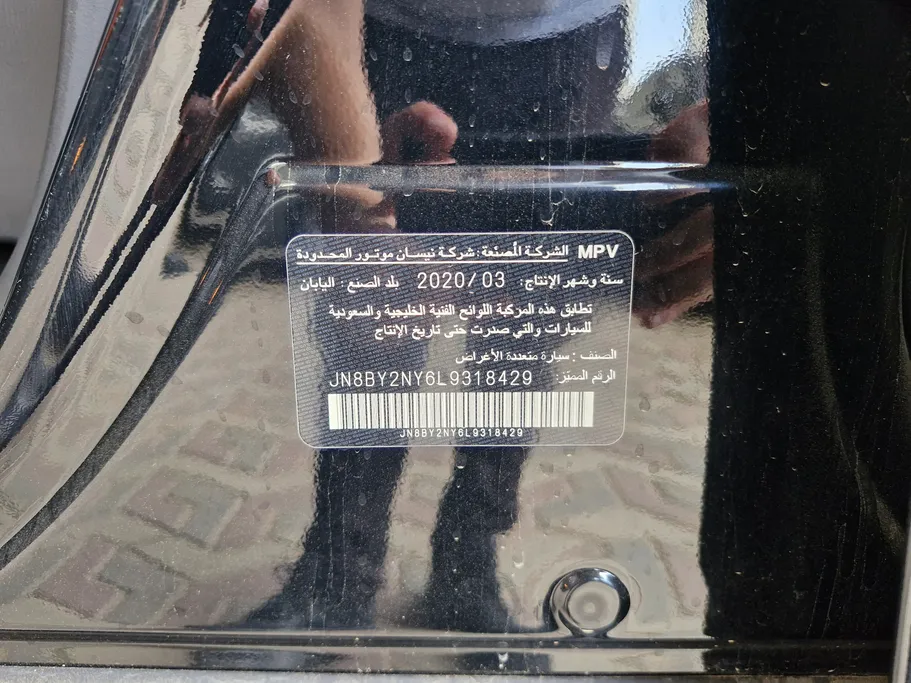 MPV الشركة المصنعة: شركة نيسان موتور المحدودة
سنة وشهر الإنتاج: 2020/03 بلد الصنع: اليابان
تطابق هذه المركبة اللوائح الفنية الخليجية والسعودية
للسيارات والتي صدرت حتى تاريخ الإنتاج
الصنف: سيارة متعددة الأغراض
الرقم المميز: JN8BY2NY6L9318429
JN8BY2NY6L9318429